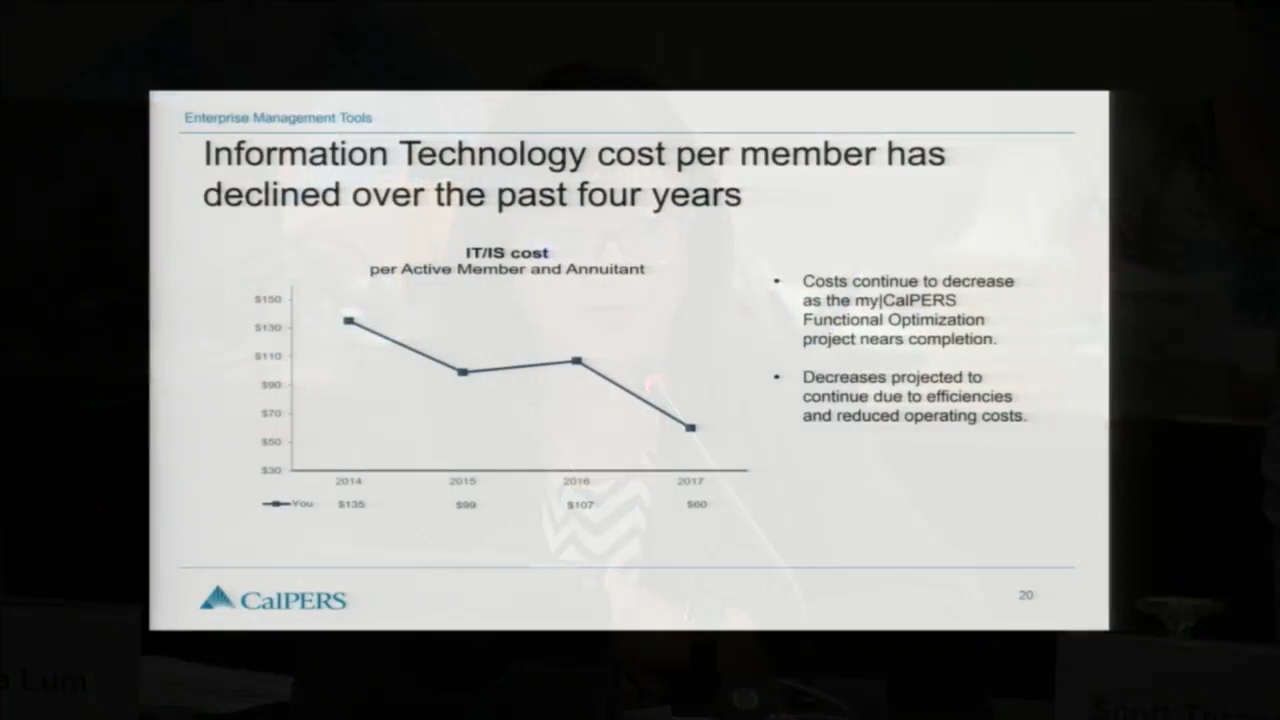 Enterprise Management Tools
Information Technology cost per member has
declined over the past four years
IT/IS cost
per Active Member and Annuitant
$150
$130
$110
$90
$70
$50
$30
2014 2015 2016 2017
You $135 $99 $107 $60
• Costs continue to decrease
as the my|CalPERS
Functional Optimization
project nears completion.
• Decreases projected to
continue due to efficiencies
and reduced operating costs.
CalPERS
20
a Lum
Scott